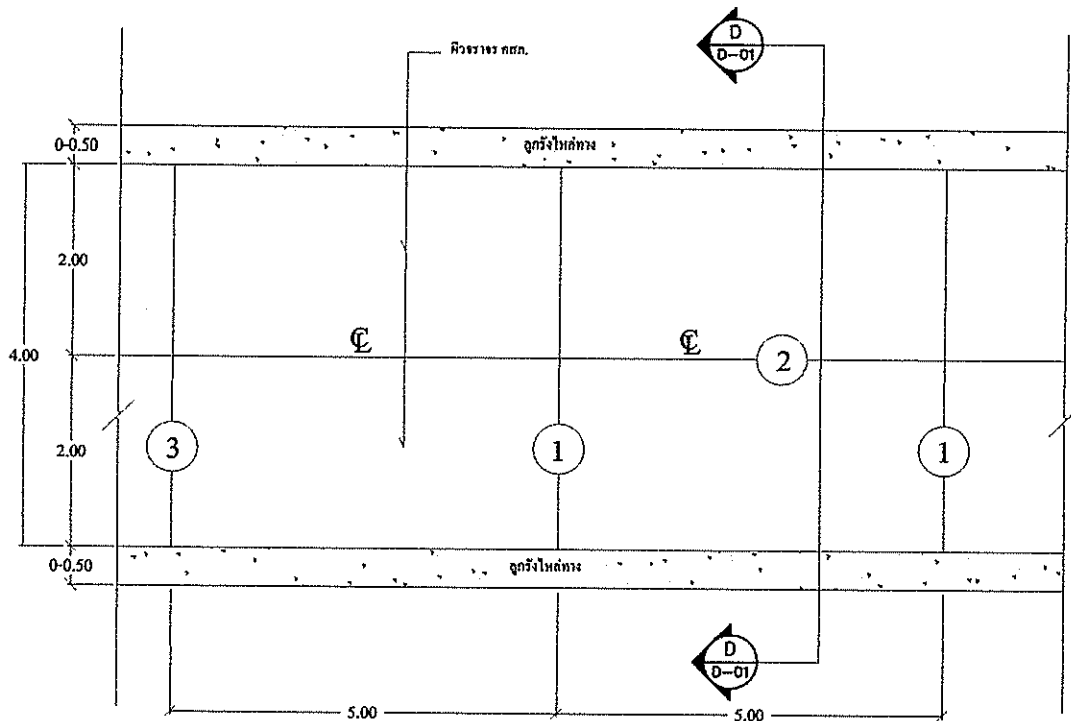 D
D-01
ผิวจราจร คสล.
0-0.50
ลูกรังไหล่ทาง
2.00
℄
℄
4.00
2
2.00
3
1
1
0-0.50
ลูกรังไหล่ทาง
D
D-01
5.00
5.00